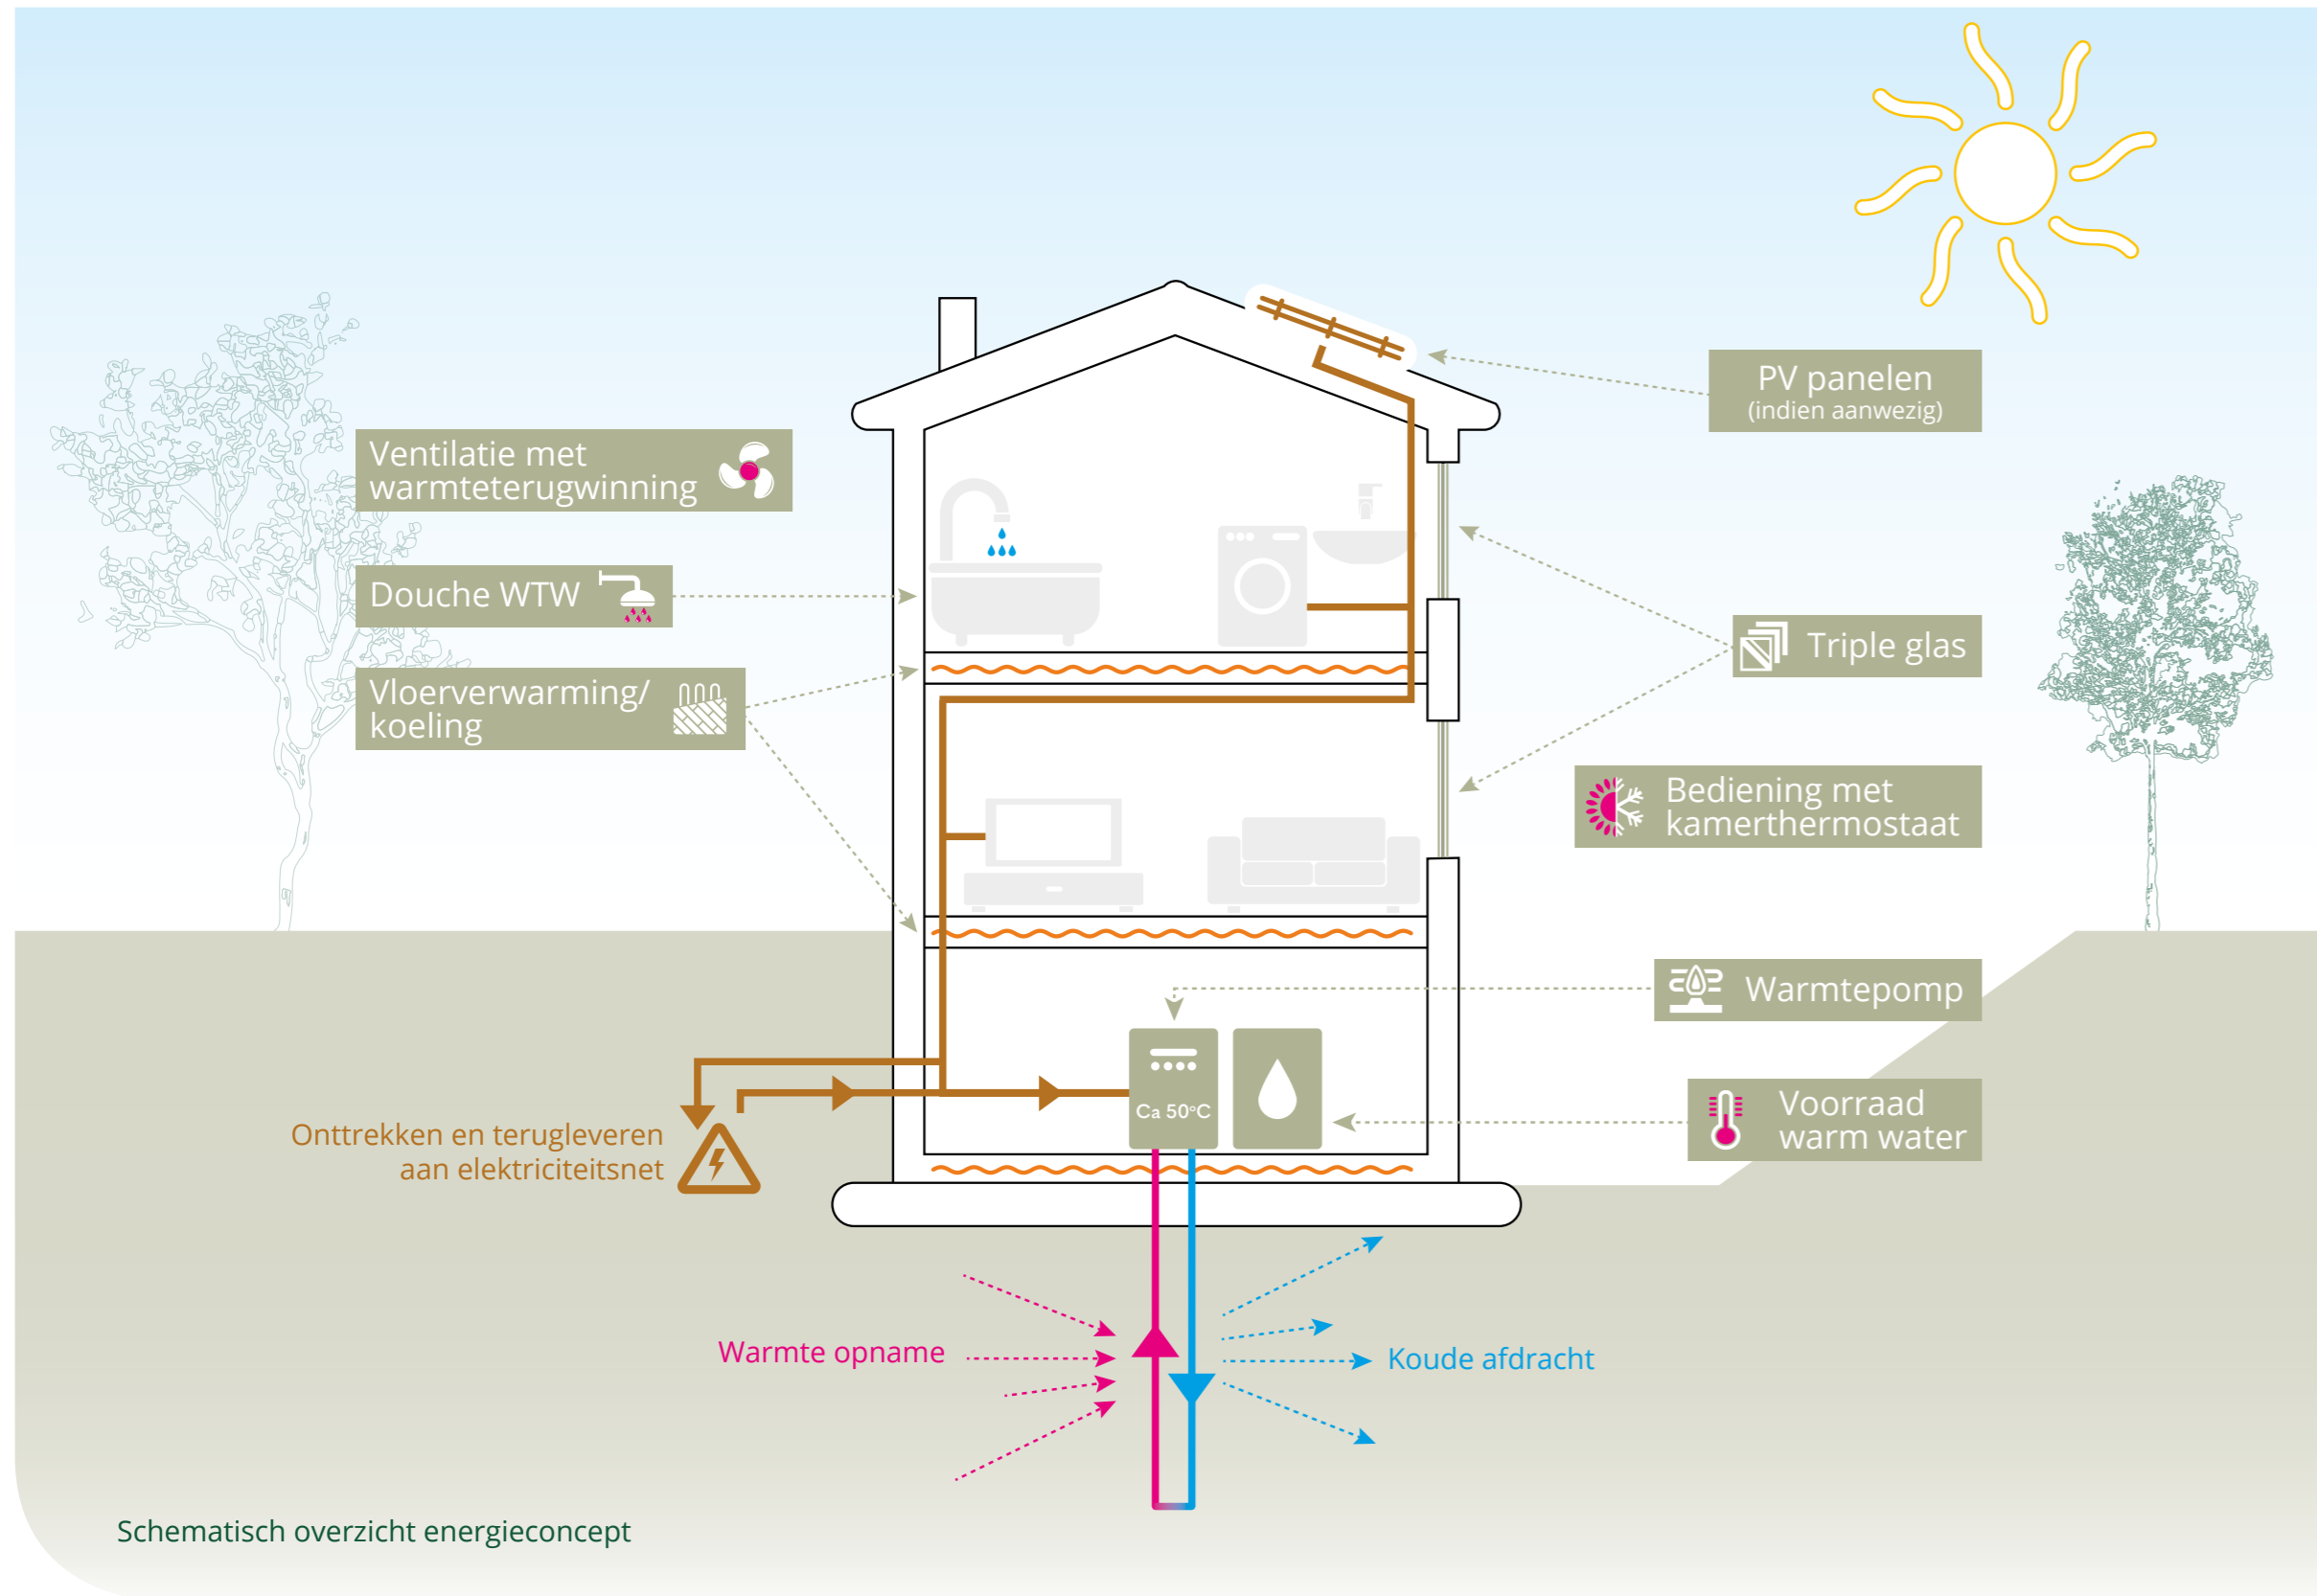 PV panelen
(indien aanwezig)
Ventilatie met
warmteterugwinning
Douche WTW
Triple glas
Vloerverwarming/
koeling
Bediening met
kamerthermostaat
Warmtepomp
Ca 50°C
Voorraad
warm water
Onttrekken en terugleveren
aan elektriciteitsnet
Warmte opname
Koude afdracht
Schematisch overzicht energieconcept